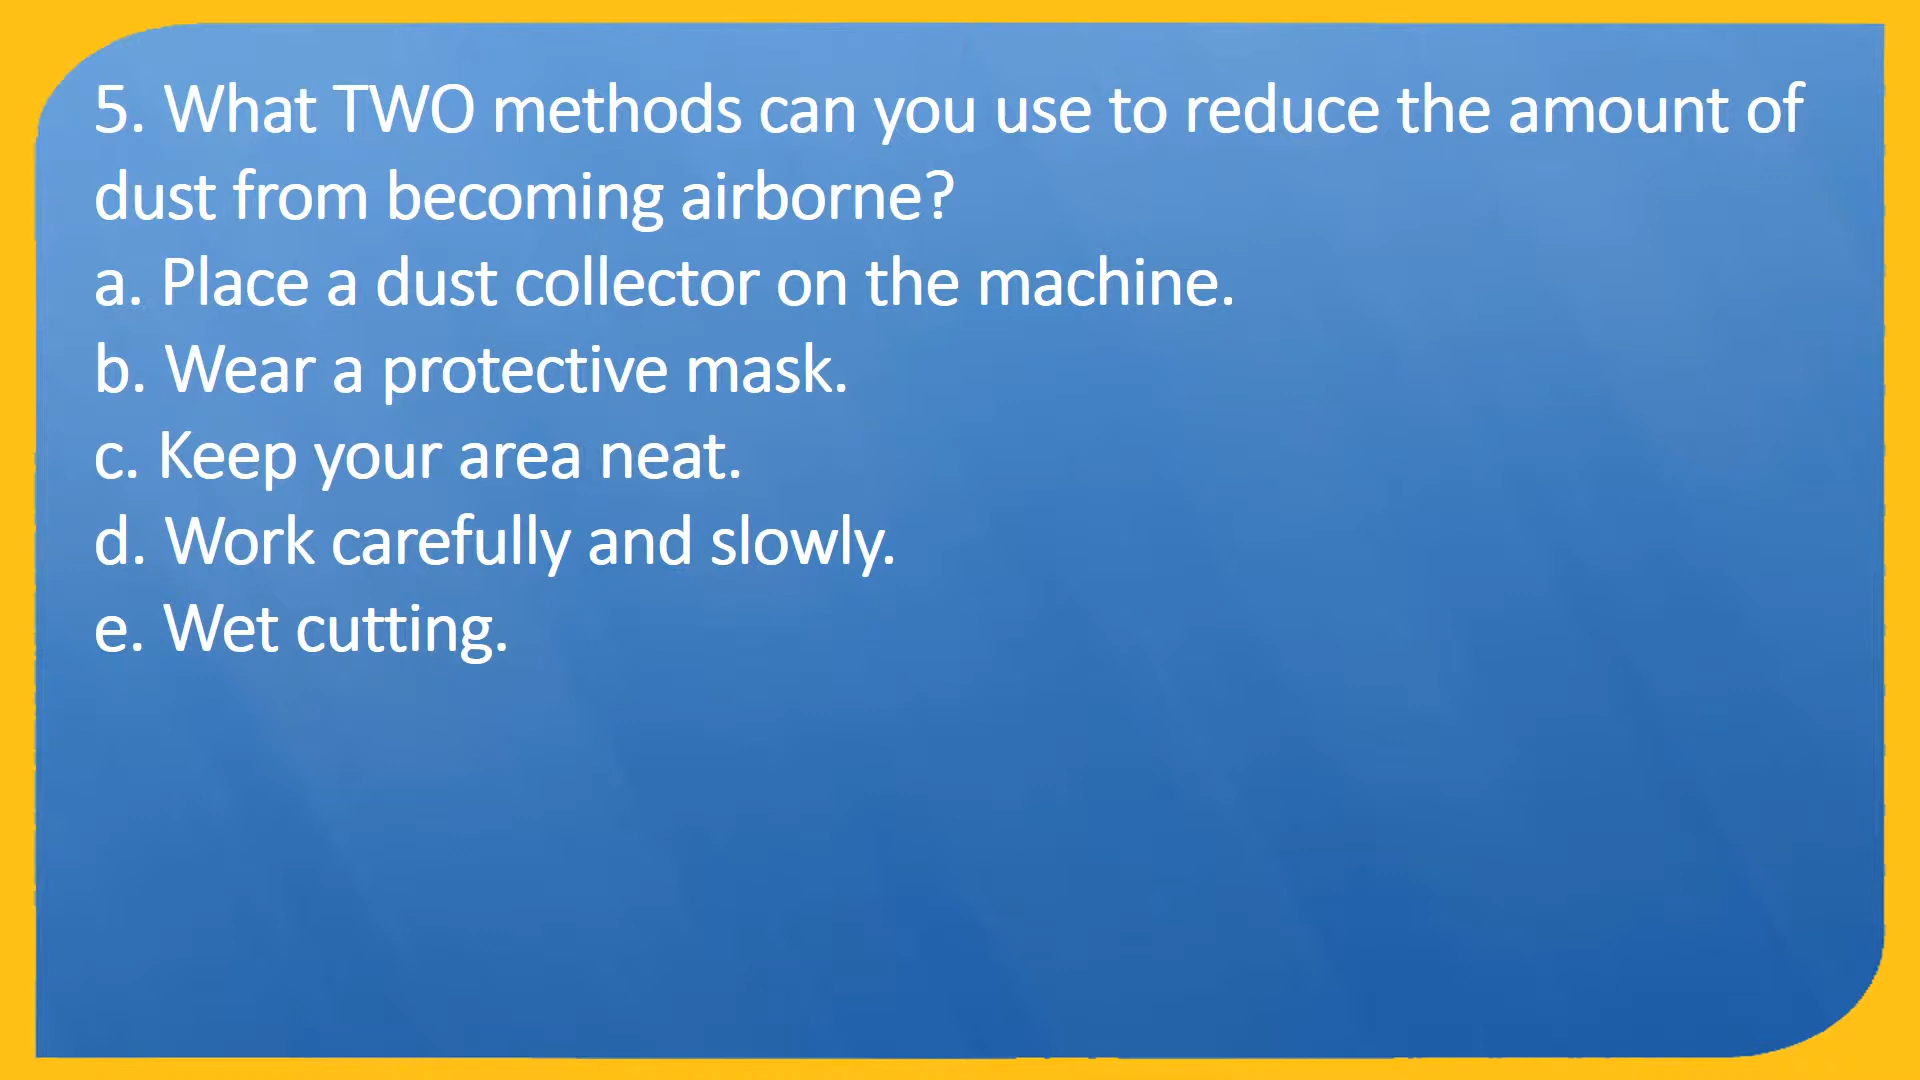 5. What TWO methods can you use to reduce the amount of
dust from becoming airborne?
a. Place a dust collector on the machine.
b. Wear a protective mask.
c. Keep your area neat.
d. Work carefully and slowly.
e. Wet cutting.